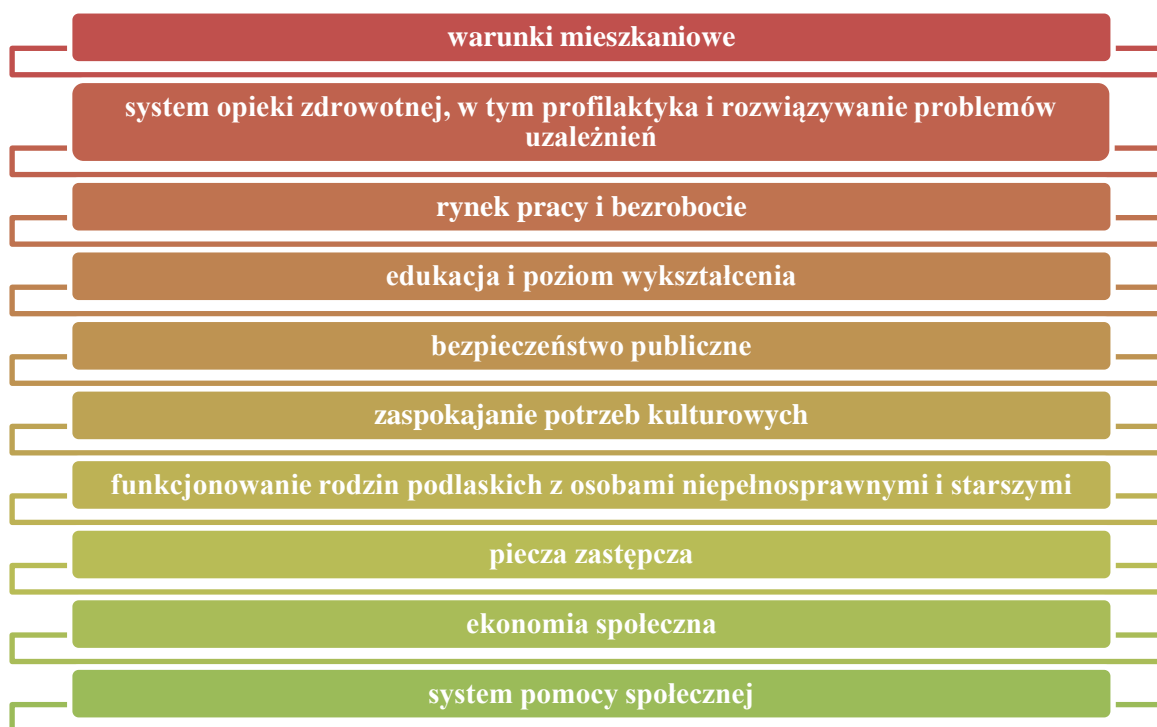 warunki mieszkaniowe
system opieki zdrowotnej, w tym profilaktyka i rozwiązywanie problemów
uzależnień
rynek pracy i bezrobocie
edukacja i poziom wykształcenia
bezpieczeństwo publiczne
zaspokajanie potrzeb kulturowych
funkcjonowanie rodzin podlaskich z osobami niepełnosprawnymi i starszymi
piecza zastępcza
ekonomia społeczna
system pomocy społecznej